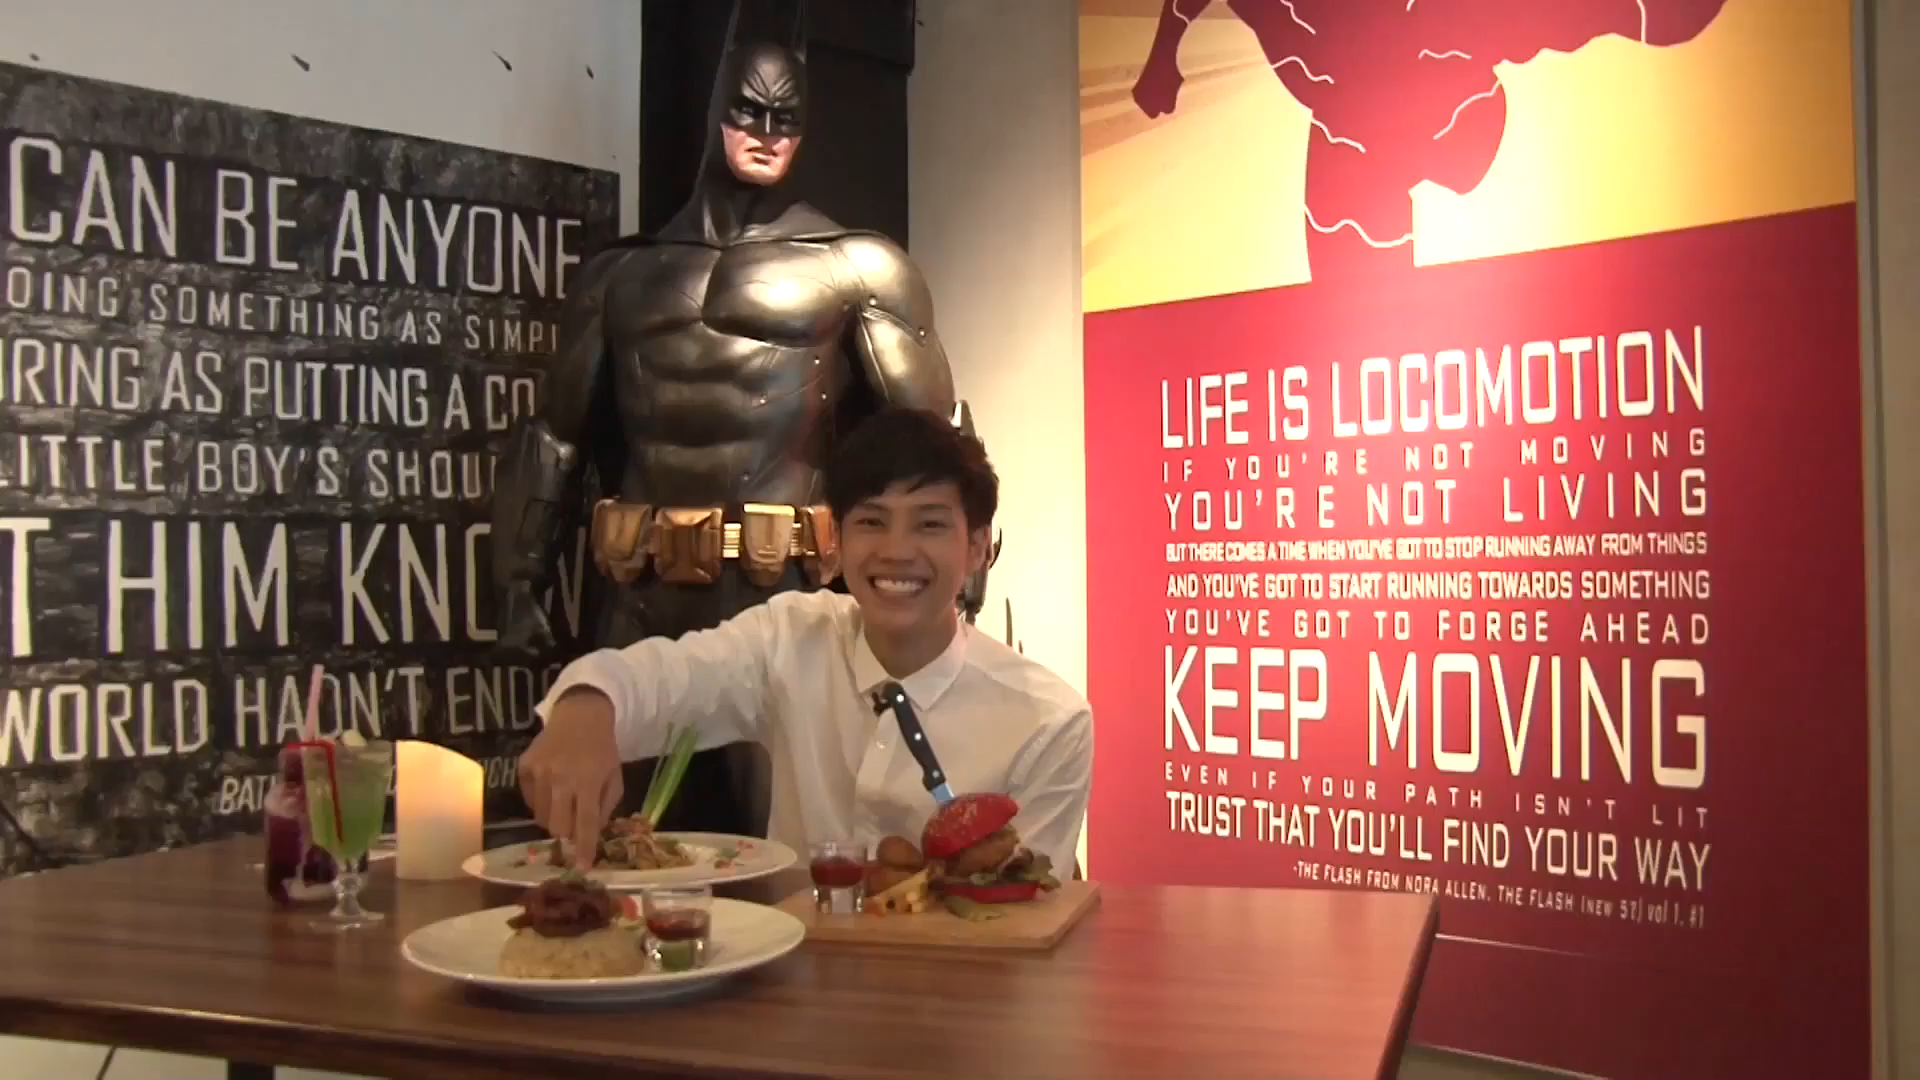 CAN BE ANYONE
OING SOMETHING AS SIMPL
RING AS PUTTING A CO
LITTLE BOY'S SHOU
T HIM KNOW
WORLD HADN'T END
BAT
LIFE IS LOCOMOTION
IF YOU'RE NOT MOVING
YOU'RE NOT LIVING
BUT THERE COMES A TIME WHEN YOU'VE GOT TO STOP RUNNING AWAY FROM THINGS
AND YOU'VE GOT TO START RUNNING TOWARDS SOMETHING
YOU'VE GOT TO FORGE AHEAD
KEEP MOVING
EVEN IF YOUR PATH ISN'T LIT
TRUST THAT YOU'LL FIND YOUR WAY
-THE FLASH FROM NORA ALLEN. THE FLASH (NEW 52) vol 1. #1